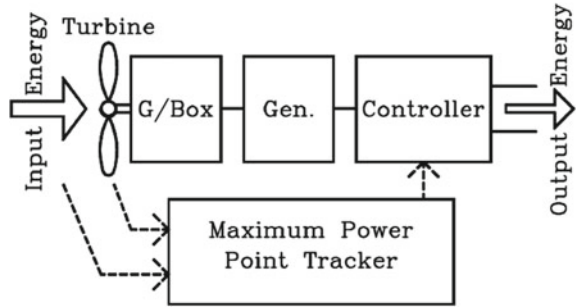 Turbine
Input Energy
G/Box
Gen.
Controller
Output Energy
Maximum Power
Point Tracker